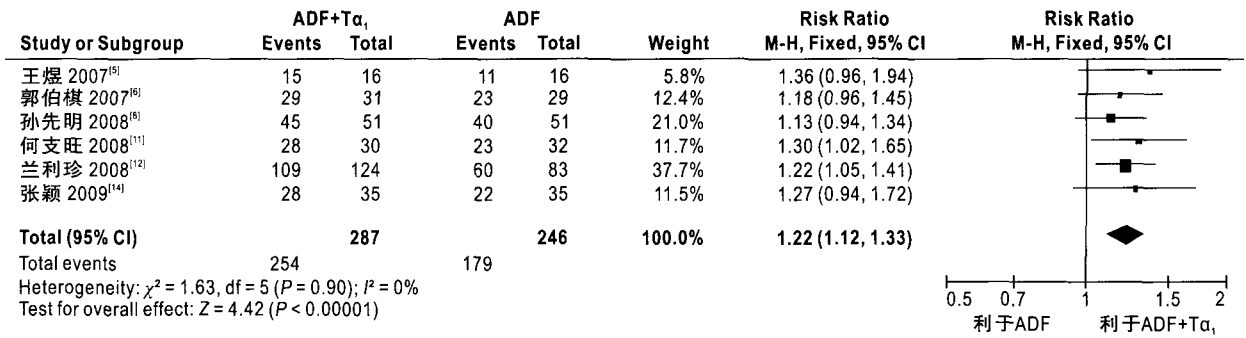 ADF+Tα₁ ADF Risk Ratio Risk Ratio
Study or Subgroup Events Total Events Total Weight M-H, Fixed, 95% CI M-H, Fixed, 95% CI
王煜 2007[5] 15 16 11 16 5.8% 1.36 (0.96, 1.94)
郭伯棋 2007[6] 29 31 23 29 12.4% 1.18 (0.96, 1.45)
孙先明 2008[8] 45 51 40 51 21.0% 1.13 (0.94, 1.34)
何支旺 2008[11] 28 30 23 32 11.7% 1.30 (1.02, 1.65)
兰利珍 2008[12] 109 124 60 83 37.7% 1.22 (1.05, 1.41)
张颖 2009[14] 28 35 22 35 11.5% 1.27 (0.94, 1.72)
Total (95% CI) 287 246 100.0% 1.22 (1.12, 1.33)
Total events 254 179
Heterogeneity: χ² = 1.63, df = 5 (P = 0.90); I² = 0%
Test for overall effect: Z = 4.42 (P < 0.00001)
0.5 0.7 1 1.5 2
利于ADF 利于ADF+Tα₁